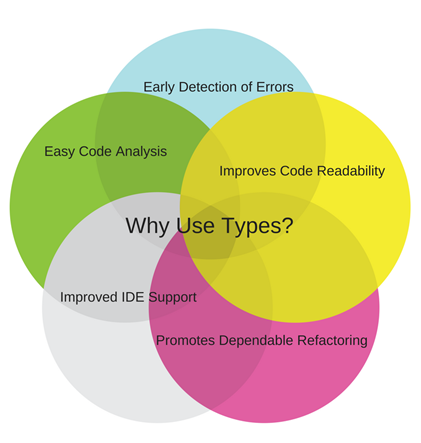 Early Detection of Errors
Easy Code Analysis
Improves Code Readability
Why Use Types?
Improved IDE Support
Promotes Dependable Refactoring